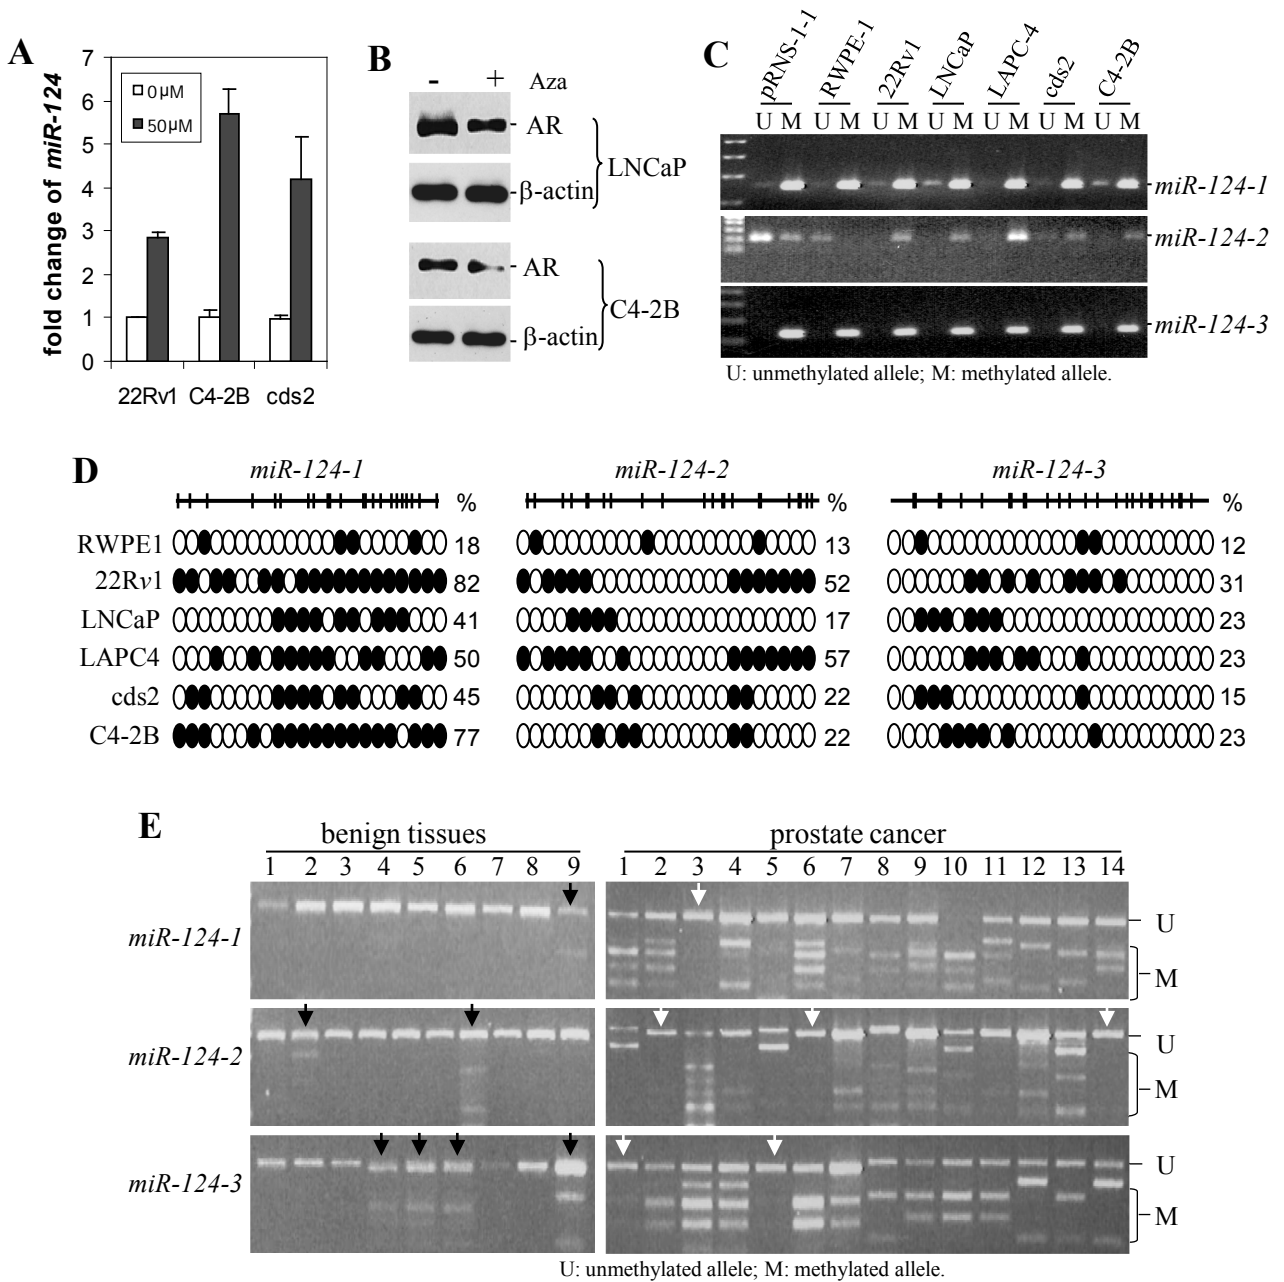 A
fold change of miR-124
7
6
5
4
3
2
1
0
0µM
50µM
22Rv1 C4-2B cds2
B
- + Aza
AR
β-actin
LNCaP
AR
β-actin
C4-2B
C
pRNS-1-1 RWPE-1 22Rv1 LNCaP LAPC-4 cds2 C4-2B
U M U M U M U M U M U M U M
miR-124-1
miR-124-2
miR-124-3
U: unmethylated allele; M: methylated allele.
D
miR-124-1 miR-124-2 miR-124-3
% % %
RWPE1 18 13 12
22Rv1 82 52 31
LNCaP 41 17 23
LAPC4 50 57 23
cds2 45 22 15
C4-2B 77 22 23
E
benign tissues prostate cancer
1 2 3 4 5 6 7 8 9 1 2 3 4 5 6 7 8 9 10 11 12 13 14
miR-124-1 U
M
miR-124-2 U
M
miR-124-3 U
M
U: unmethylated allele; M: methylated allele.